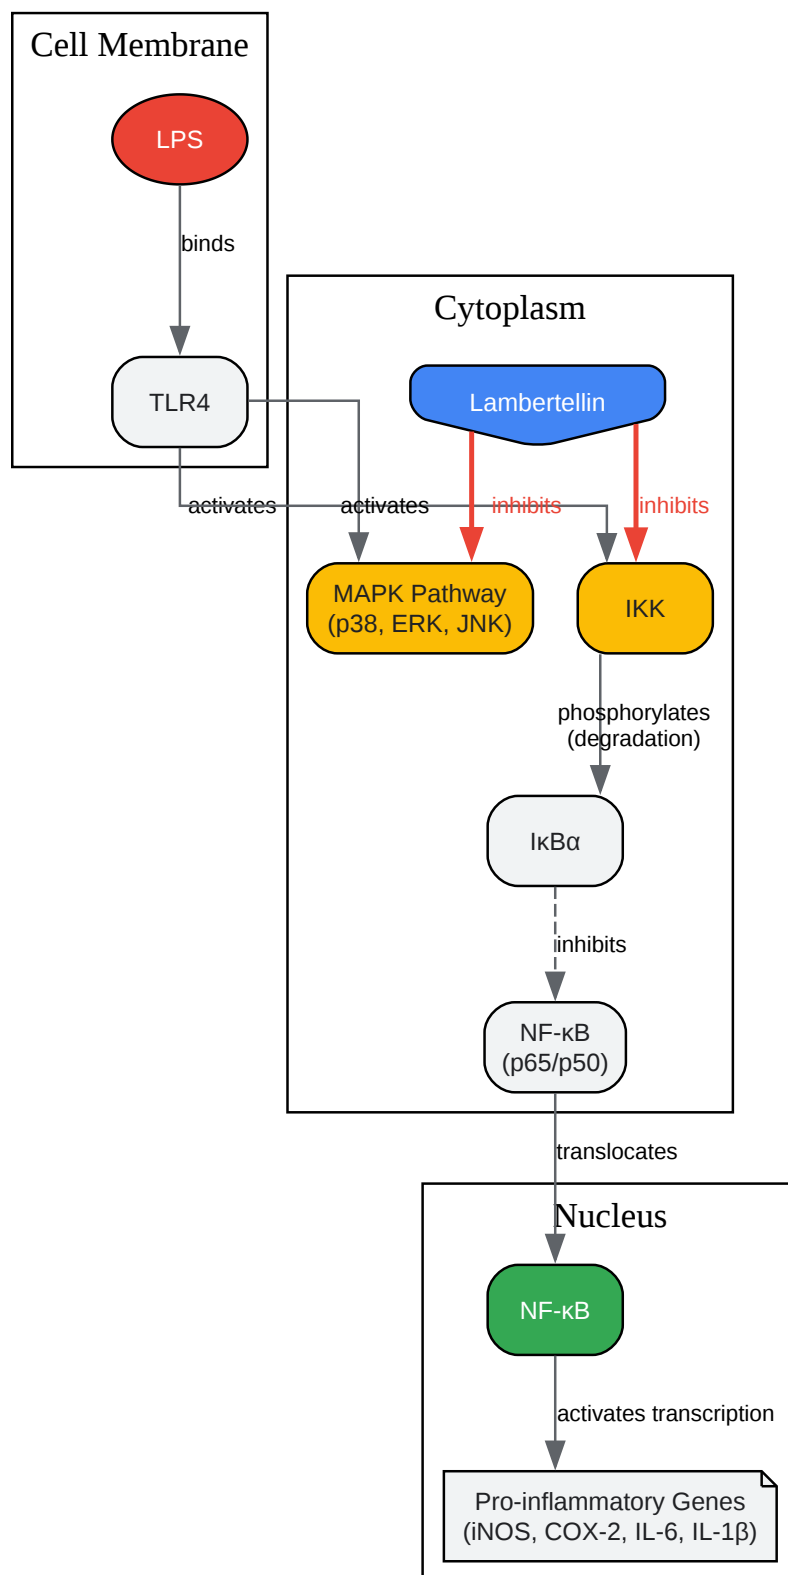 Cell Membrane
LPS
binds
TLR4
Cytoplasm
Lambertellin
activates
activates
inhibits
inhibits
MAPK Pathway
(p38, ERK, JNK)
IKK
phosphorylates
(degradation)
IκBα
inhibits
NF-κB
(p65/p50)
translocates
Nucleus
NF-κB
activates transcription
Pro-inflammatory Genes
(iNOS, COX-2, IL-6, IL-1β)